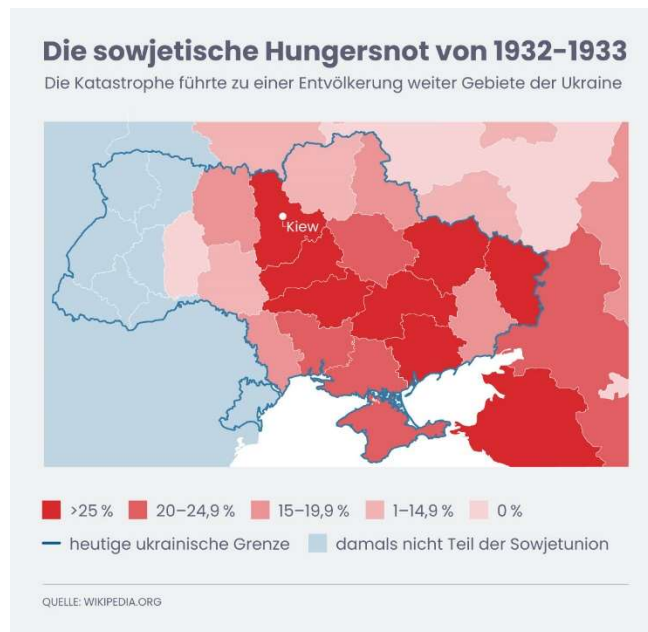 Die sowjetische Hungersnot von 1932-1933
Die Katastrophe führte zu einer Entvölkerung weiter Gebiete der Ukraine
Kiew
>25 %
20–24,9 %
15–19,9 %
1–14,9 %
0 %
heutige ukrainische Grenze
damals nicht Teil der Sowjetunion
QUELLE: WIKIPEDIA.ORG